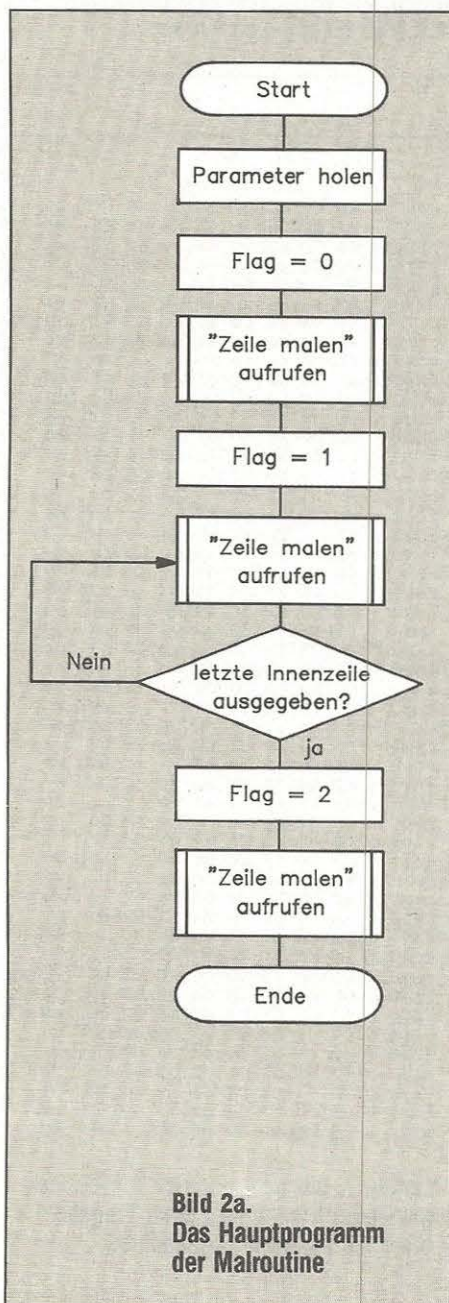 Start
Parameter holen
Flag = 0
"Zeile malen"
aufrufen
Flag = 1
"Zeile malen"
aufrufen
Nein
letzte Innenzeile
ausgegeben?
ja
Flag = 2
"Zeile malen"
aufrufen
Ende
Bild 2a.
Das Hauptprogramm
der Malroutine